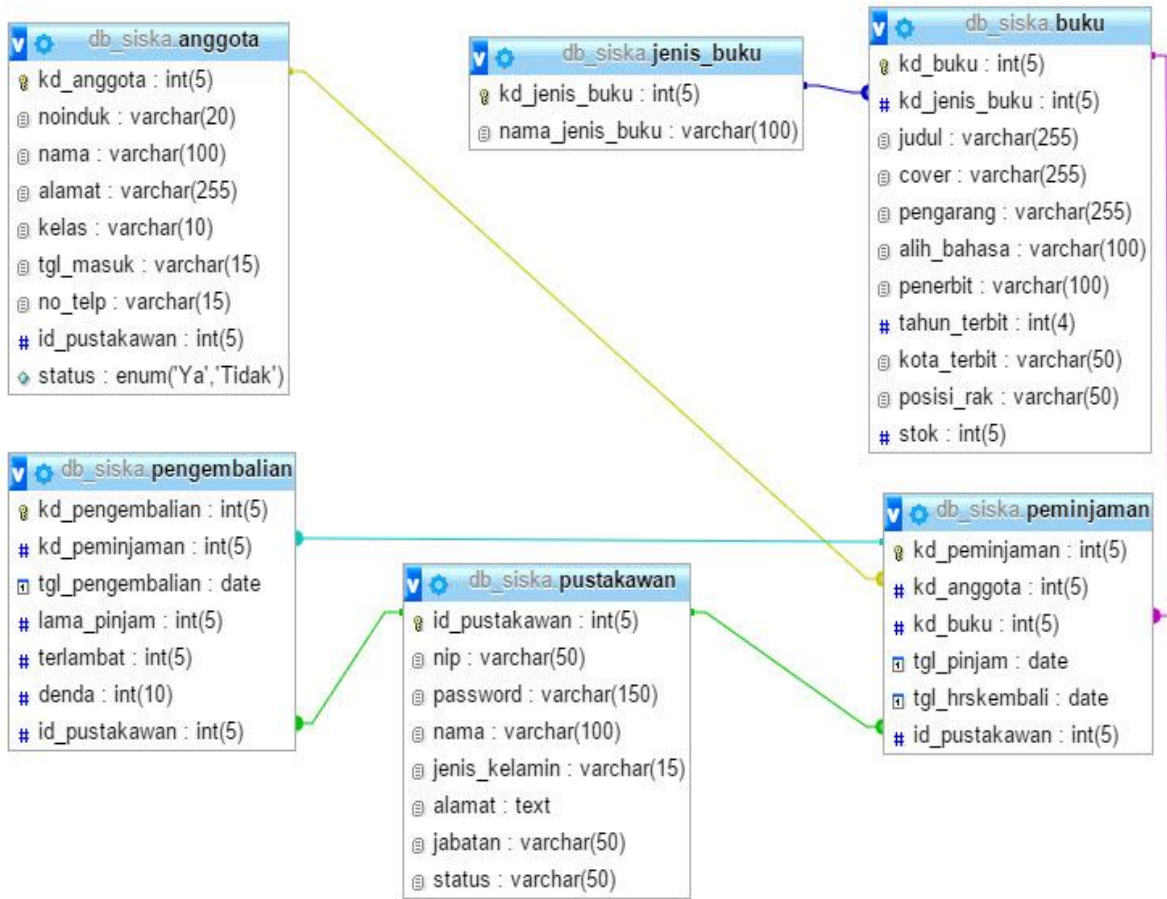 db_siska.anggota
kd_anggota : int(5)
noinduk : varchar(20)
nama : varchar(100)
alamat : varchar(255)
kelas : varchar(10)
tgl_masuk : varchar(15)
no_telp : varchar(15)
id_pustakawan : int(5)
status : enum('Ya','Tidak')
db_siska.jenis_buku
kd_jenis_buku : int(5)
nama_jenis_buku : varchar(100)
db_siska.buku
kd_buku : int(5)
kd_jenis_buku : int(5)
judul : varchar(255)
cover : varchar(255)
pengarang : varchar(255)
alih_bahasa : varchar(100)
penerbit : varchar(100)
tahun_terbit : int(4)
kota_terbit : varchar(50)
posisi_rak : varchar(50)
stok : int(5)
db_siska.pengembalian
kd_pengembalian : int(5)
kd_peminjaman : int(5)
tgl_pengembalian : date
lama_pinjam : int(5)
terlambat : int(5)
denda : int(10)
id_pustakawan : int(5)
db_siska.pustakawan
id_pustakawan : int(5)
nip : varchar(50)
password : varchar(150)
nama : varchar(100)
jenis_kelamin : varchar(15)
alamat : text
jabatan : varchar(50)
status : varchar(50)
db_siska.peminjaman
kd_peminjaman : int(5)
kd_anggota : int(5)
kd_buku : int(5)
tgl_pinjam : date
tgl_hrskembali : date
id_pustakawan : int(5)